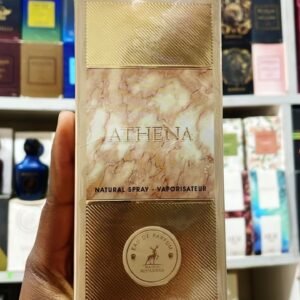 ATHENA
NATURAL SPRAY - VAPORISATEUR
EAU DE PARFUM